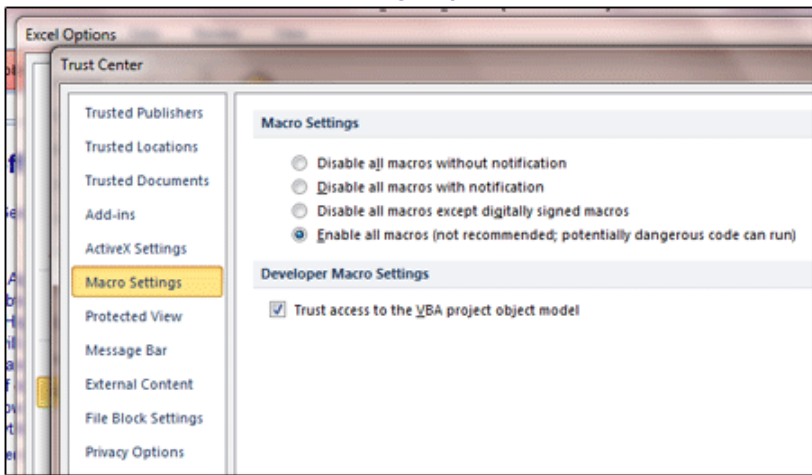 Excel Options
Trust Center
Trusted Publishers
Trusted Locations
Trusted Documents
Add-ins
ActiveX Settings
Macro Settings
Protected View
Message Bar
External Content
File Block Settings
Privacy Options
Macro Settings
Disable all macros without notification
Disable all macros with notification
Disable all macros except digitally signed macros
Enable all macros (not recommended; potentially dangerous code can run)
Developer Macro Settings
Trust access to the VBA project object model